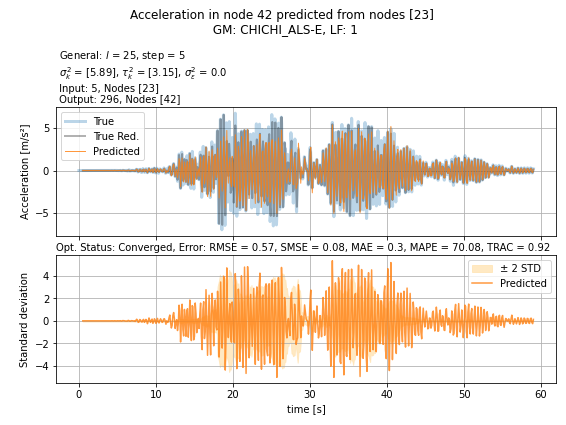 Acceleration in node 42 predicted from nodes [23]
GM: CHICHI_ALS-E, LF: 1
General: l = 25, step = 5
σ²ₖ = [5.89], τ²ₖ = [3.15], σ²ε = 0.0
Input: 5, Nodes [23]
Output: 296, Nodes [42]
True
True Red.
Predicted
Acceleration [m/s²]
5
0
−5
Opt. Status: Converged, Error: RMSE = 0.57, SMSE = 0.08, MAE = 0.3, MAPE = 70.08, TRAC = 0.92
± 2 STD
Predicted
Standard deviation
4
2
0
−2
−4
0 10 20 30 40 50 60
time [s]